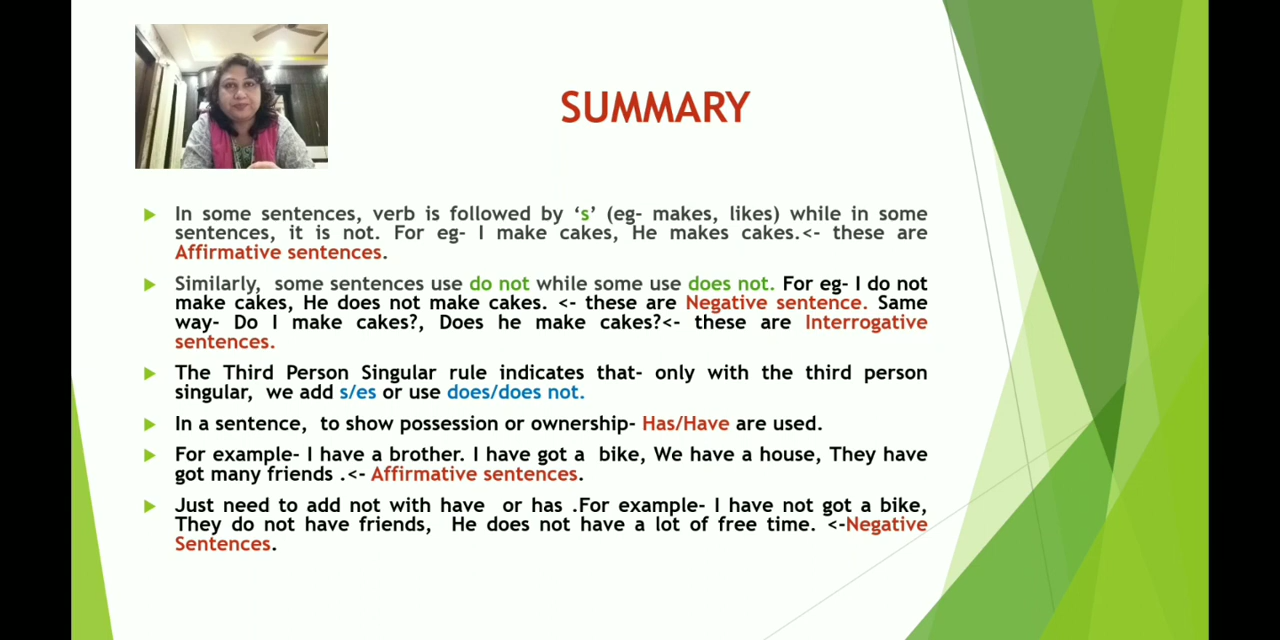 SUMMARY
In some sentences, verb is followed by ‘s’ (eg- makes, likes) while in some
sentences, it is not. For eg- I make cakes, He makes cakes.<- these are
Affirmative sentences.
Similarly, some sentences use do not while some use does not. For eg- I do not
make cakes, He does not make cakes. <- these are Negative sentence. Same
way- Do I make cakes?, Does he make cakes?<- these are Interrogative
sentences.
The Third Person Singular rule indicates that- only with the third person
singular, we add s/es or use does/does not.
In a sentence, to show possession or ownership- Has/Have are used.
For example- I have a brother. I have got a bike, We have a house, They have
got many friends .<- Affirmative sentences.
Just need to add not with have or has .For example- I have not got a bike,
They do not have friends, He does not have a lot of free time. <-Negative
Sentences.